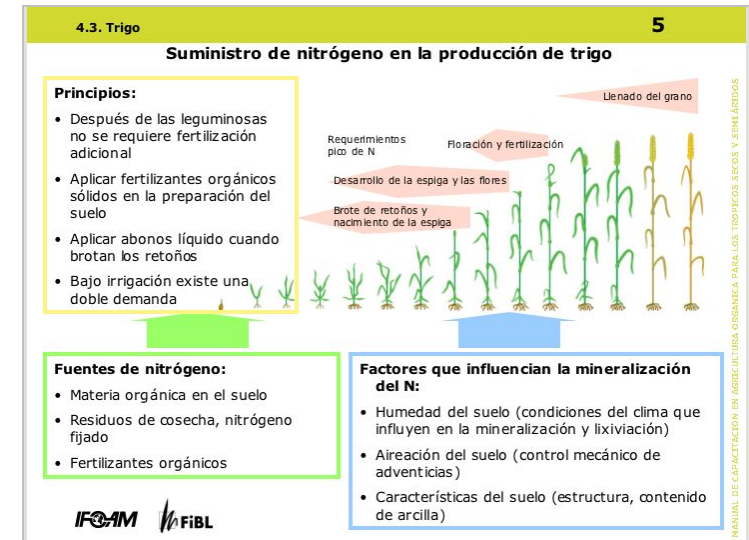 4.3. Trigo
5
Suministro de nitrógeno en la producción de trigo
Principios:
• Después de las leguminosas
no se requiere fertilización
adicional
• Aplicar fertilizantes orgánicos
sólidos en la preparación del
suelo
• Aplicar abonos líquido cuando
brotan los retoños
• Bajo irrigación existe una
doble demanda
Llenado del grano
Requerimientos
pico de N
Floración y fertilización
Desarrollo de la espiga y las flores
Brote de retoños y
nacimiento de la espiga
Fuentes de nitrógeno:
• Materia orgánica en el suelo
• Residuos de cosecha, nitrógeno
fijado
• Fertilizantes orgánicos
Factores que influencian la mineralización
del N:
• Humedad del suelo (condiciones del clima que
influyen en la mineralización y lixiviación)
• Aireación del suelo (control mecánico de
adventicias)
• Características del suelo (estructura, contenido
de arcilla)
IFOAM
FiBL
MANUAL DE CAPACITACIÓN EN AGRICULTURA ORGÁNICA PARA LOS TRÓPICOS SECOS Y SEMIÁRIDOS